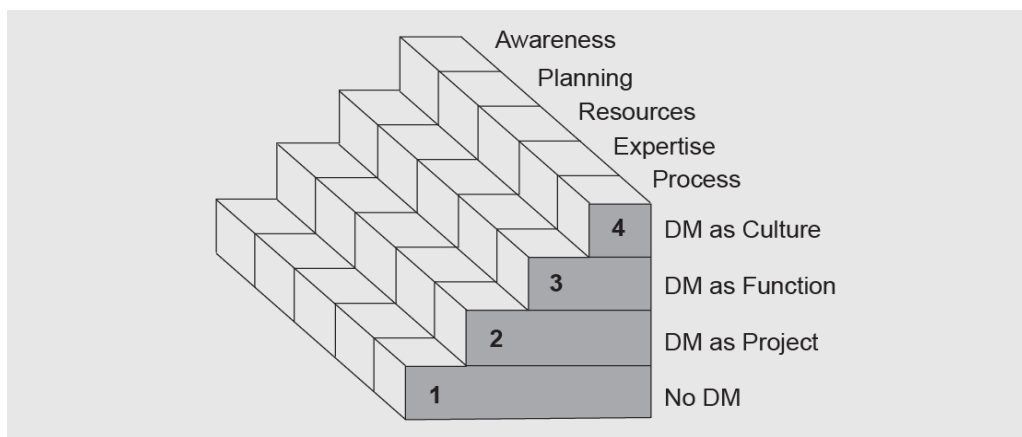 Awareness
Planning
Resources
Expertise
Process
4 DM as Culture
3 DM as Function
2 DM as Project
1 No DM